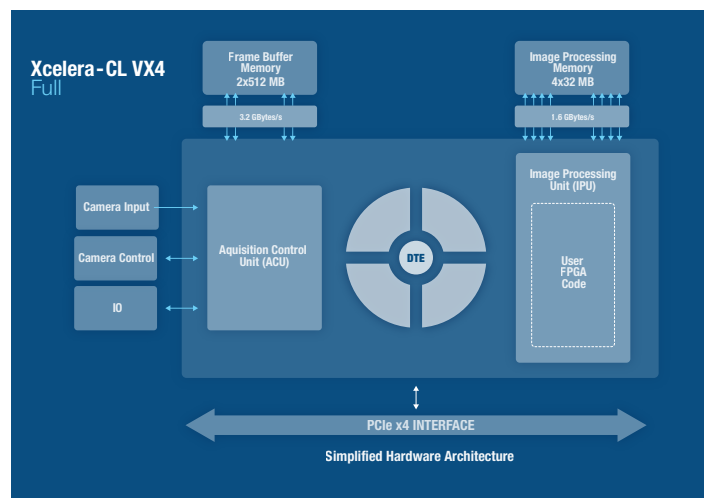 Xcelera-CL VX4
Full
Frame Buffer
Memory
2x512 MB
Image Processing
Memory
4x32 MB
3.2 GBytes/s
1.6 GBytes/s
Image Processing
Unit (IPU)
Camera Input
Camera Control
IO
Aquisition Control
Unit (ACU)
DTE
User
FPGA
Code
PCIe x4 INTERFACE
Simplified Hardware Architecture